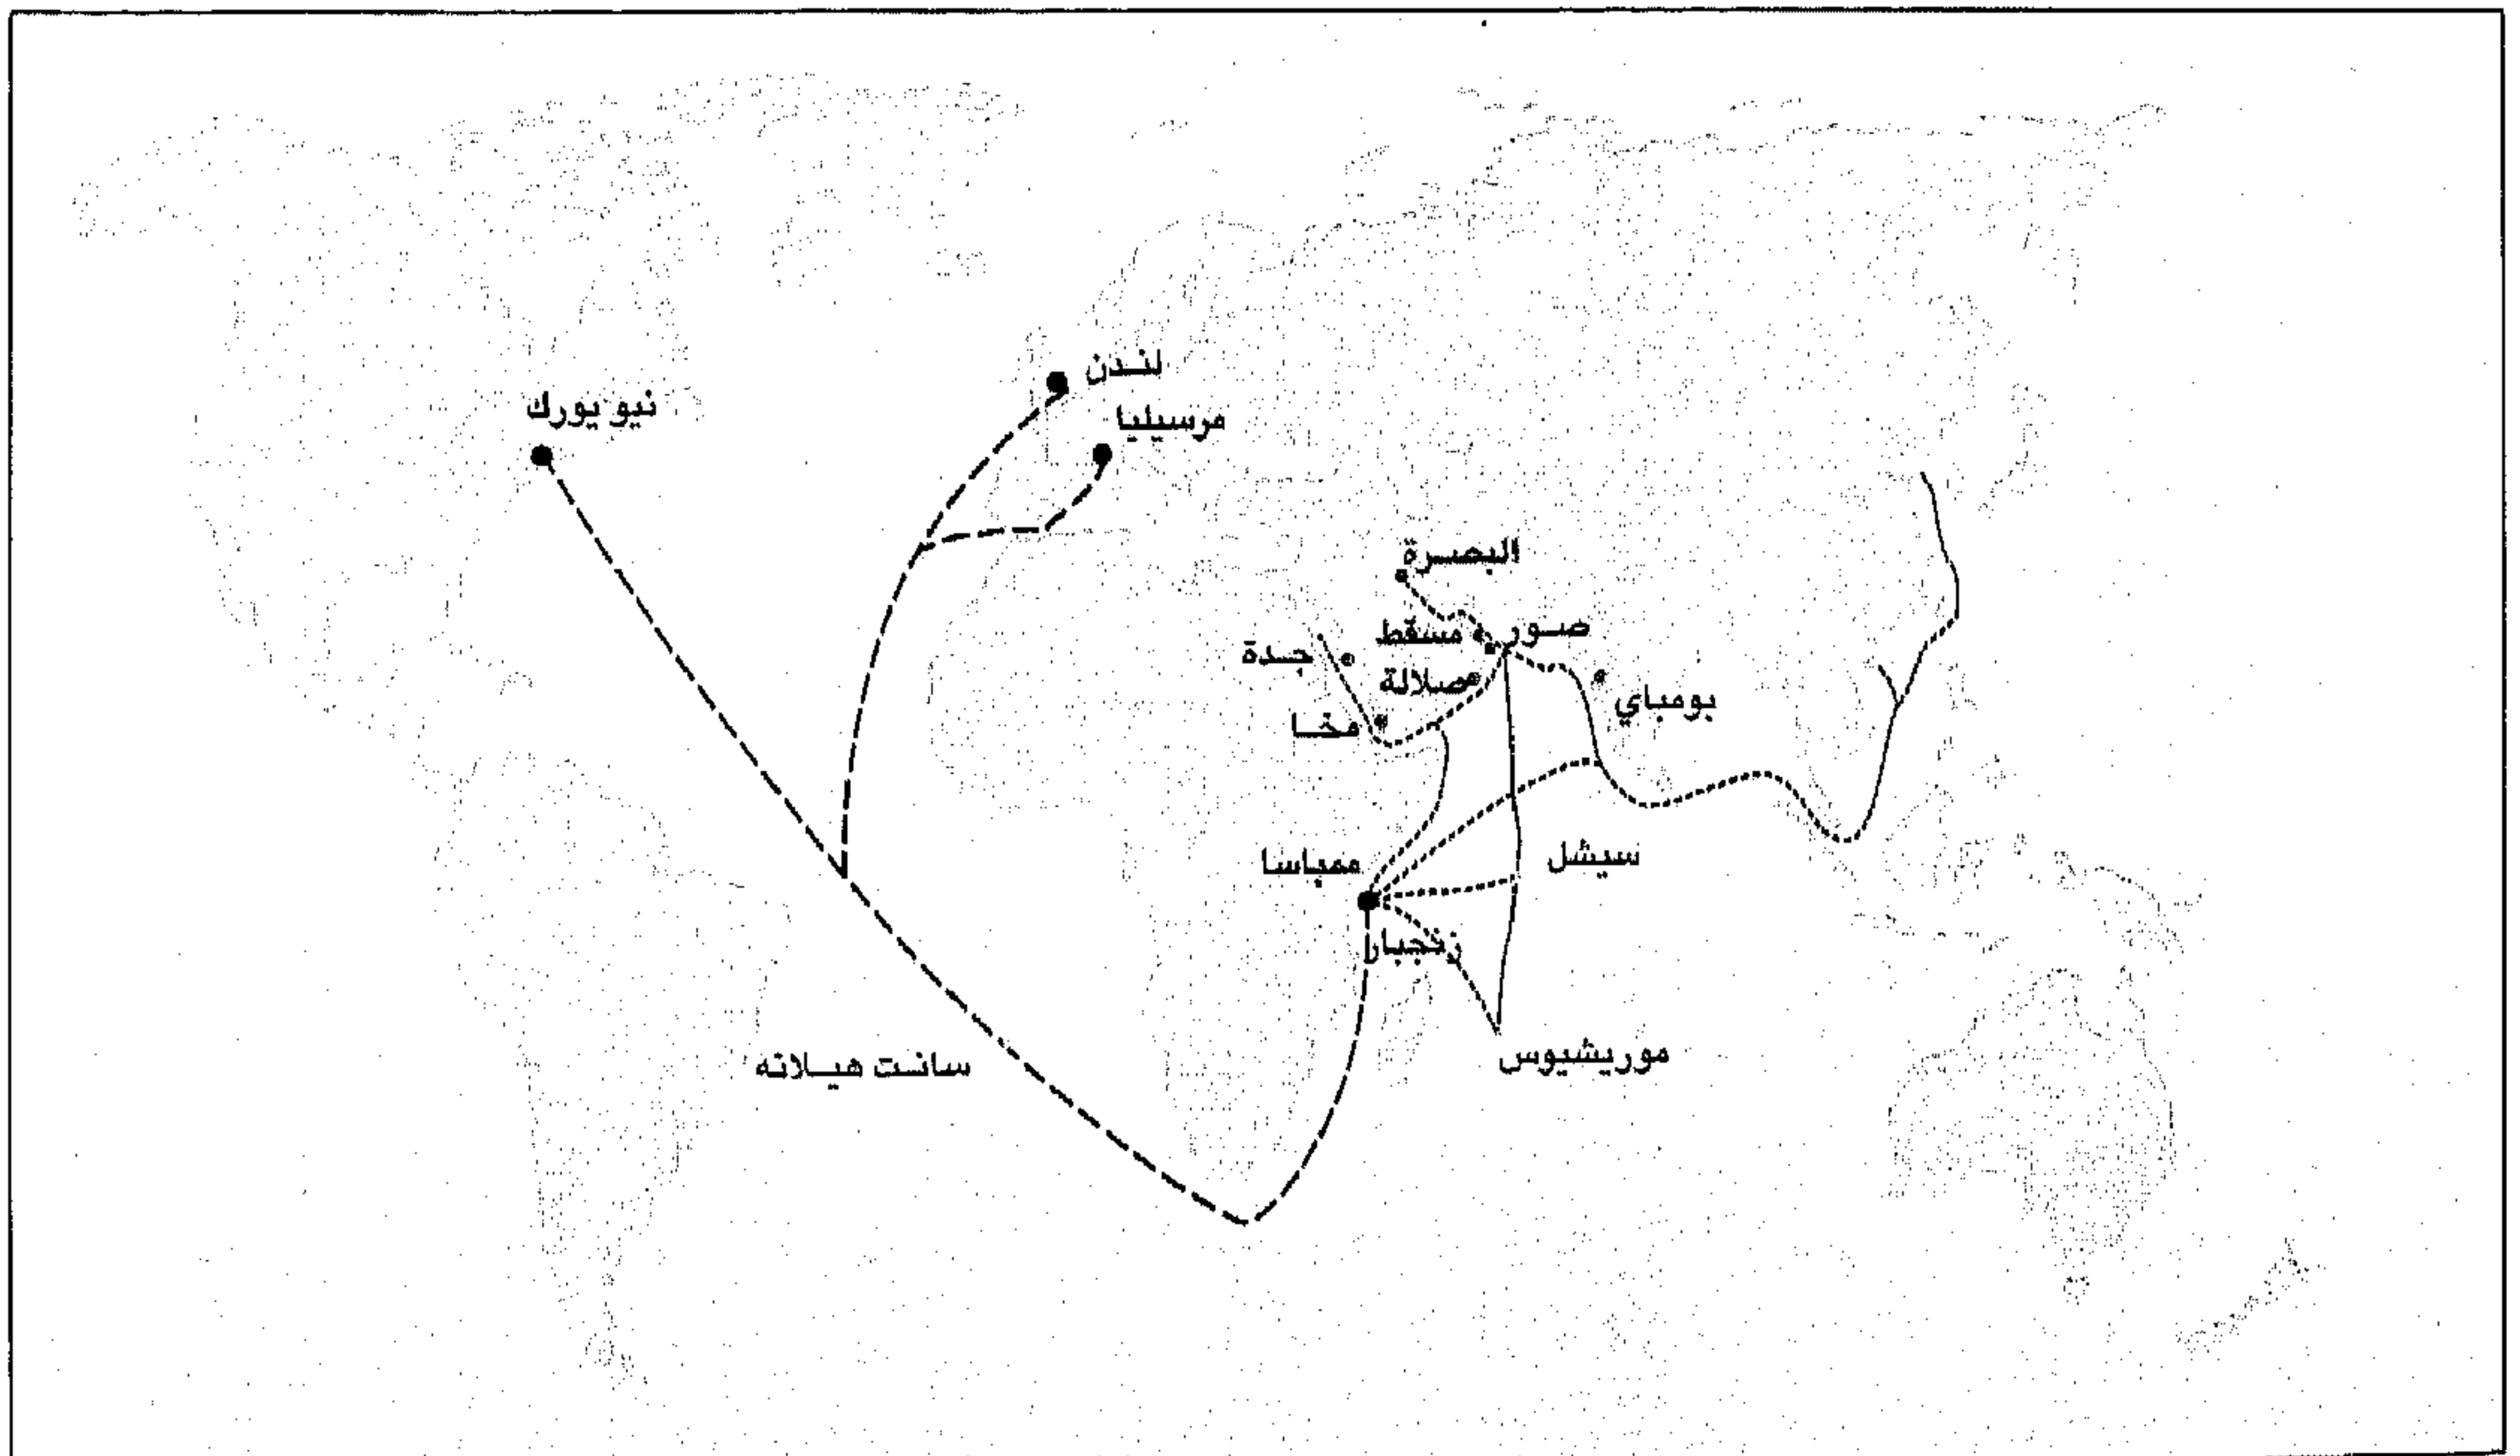 لندن
نيو يورك
مرسيليا
البصرة
صور
مسقط
جدة
صلالة
بومباي
مخا
سيشل
ممباسا
زنجبار
موريشيوس
سانت هيلانه